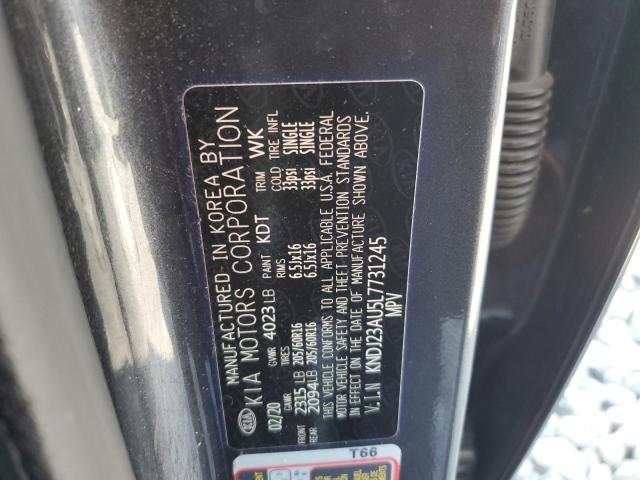 MANUFACTURED IN KOREA BY
KIA MOTORS CORPORATION
KIA
02/20 GVWR 4023 LB PAINT KDT TRIM WK
GAWR TIRES RIMS COLD TIRE INFL
FRONT 2315 LB 205/60R16 6.5Jx16 33psi SINGLE
REAR 2094LB 205/60R16 6.5Jx16 33psi SINGLE
THIS VEHICLE CONFORMS TO ALL APPLICABLE U.S.A. FEDERAL
MOTOR VEHICLE SAFETY AND THEFT PREVENTION STANDARDS
IN EFFECT ON THE DATE OF MANUFACTURE SHOWN ABOVE.
V.I.N KNDJ23AU5L7731245
MPV
T66